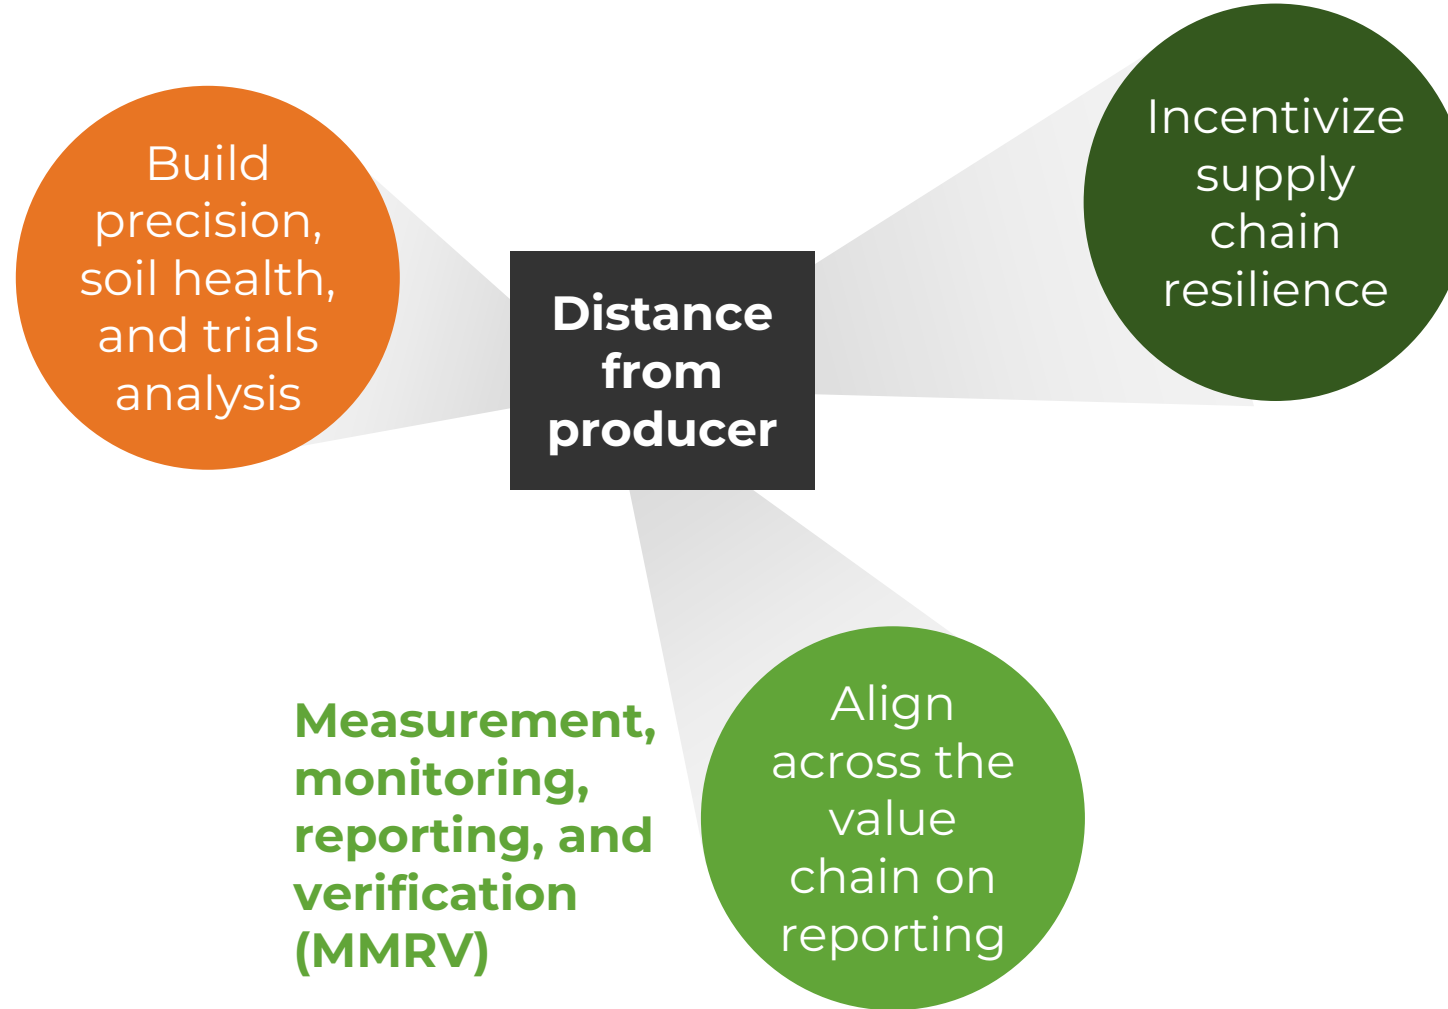 Build
precision,
soil health,
and trials
analysis
Distance
from
producer
Incentivize
supply
chain
resilience
Measurement,
monitoring,
reporting, and
verification
(MMRV)
Align
across the
value
chain on
reporting